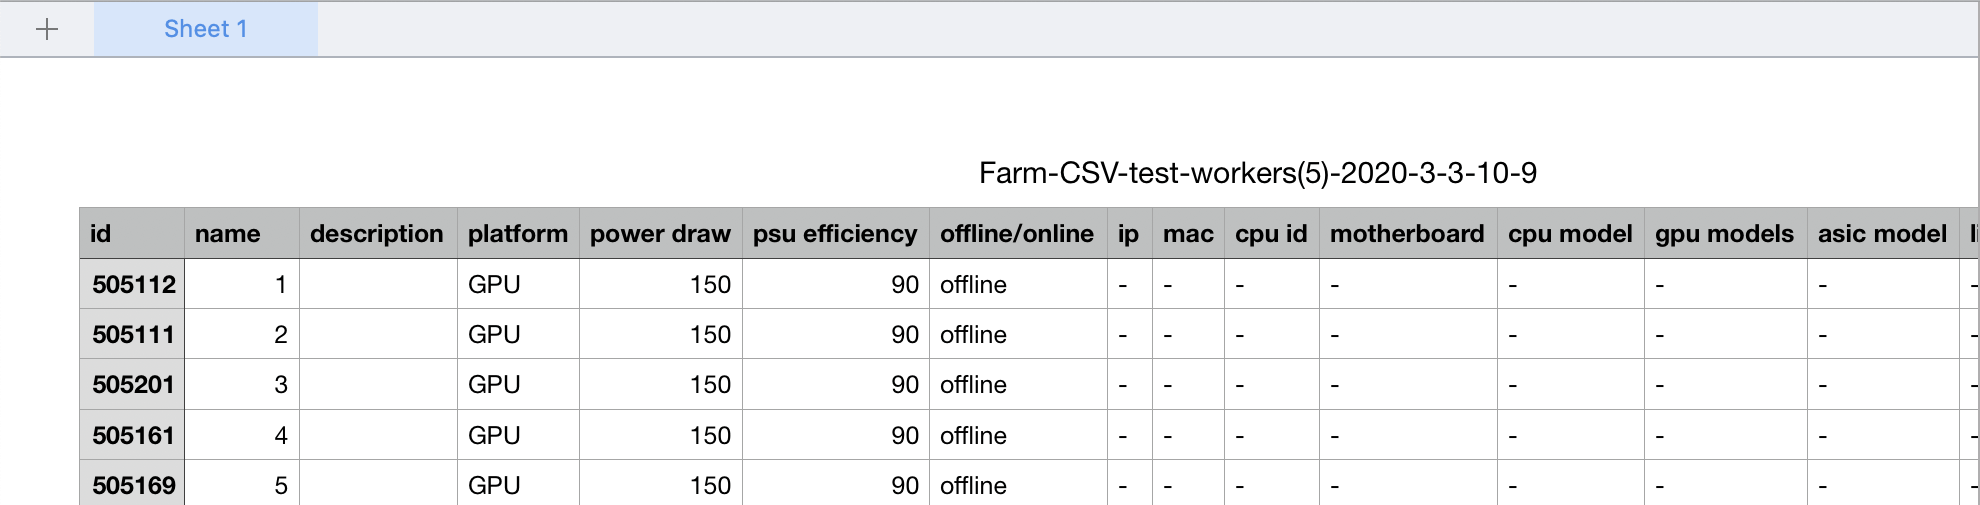 Sheet 1
Farm-CSV-test-workers(5)-2020-3-3-10-9
id name description platform power draw psu efficiency offline/online ip mac cpu id motherboard cpu model gpu models asic model
505112 1 GPU 150 90 offline - - - - - - - -
505111 2 GPU 150 90 offline - - - - - - - -
505201 3 GPU 150 90 offline - - - - - - - -
505161 4 GPU 150 90 offline - - - - - - - -
505169 5 GPU 150 90 offline - - - - - - - -